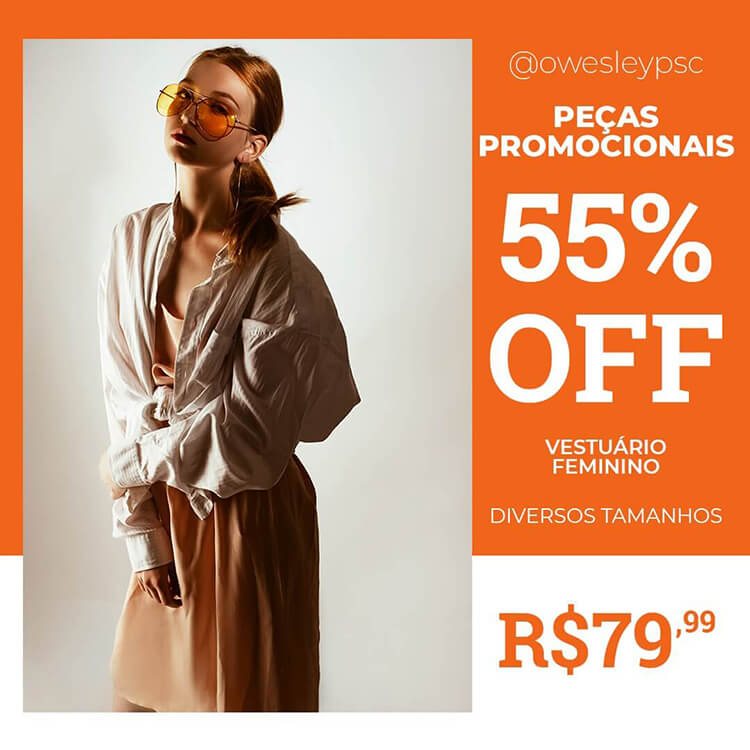 @owesleypsc
PEÇAS
PROMOCIONAIS
55%
OFF
VESTUÁRIO
FEMININO
DIVERSOS TAMANHOS
R$79,99